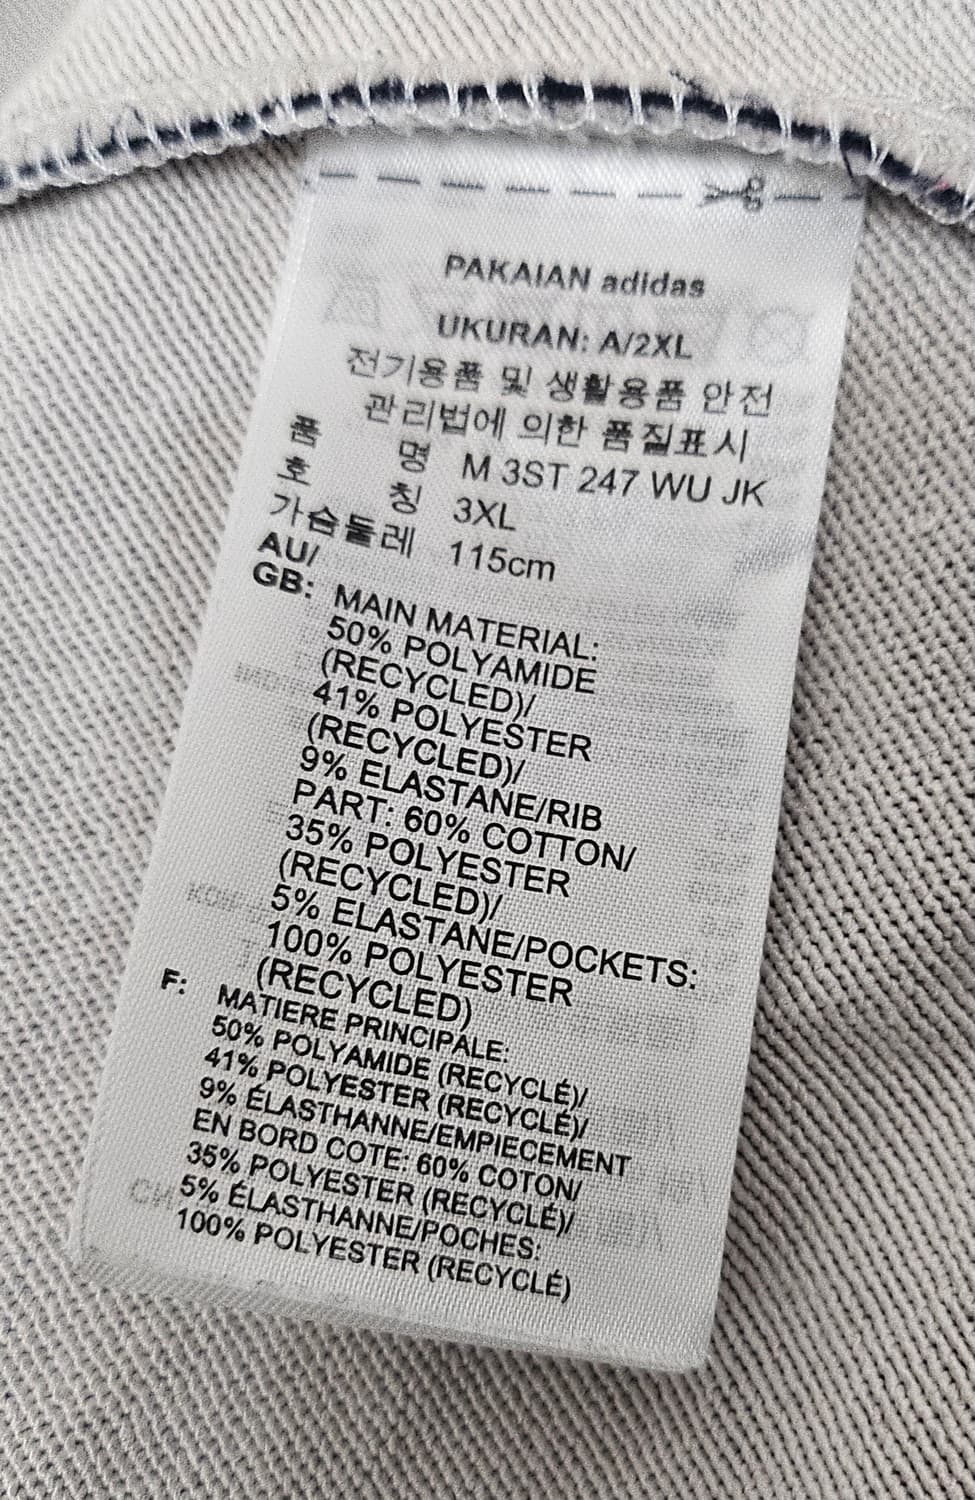 PAKAIAN adidas
UKURAN: A/2XL
전기용품 및 생활용품 안전
관리법에 의한 품질표시
품 명 M 3ST 247 WU JK
호 칭 3XL
가슴둘레 115cm
AU/
GB: MAIN MATERIAL:
50% POLYAMIDE
(RECYCLED)/
41% POLYESTER
(RECYCLED)/
9% ELASTANE/RIB
PART: 60% COTTON/
35% POLYESTER
(RECYCLED)/
5% ELASTANE/POCKETS:
100% POLYESTER
(RECYCLED)
F: MATIERE PRINCIPALE:
50% POLYAMIDE (RECYCLÉ)/
41% POLYESTER (RECYCLÉ)/
9% ÉLASTHANNE/EMPIECEMENT
EN BORD COTE: 60% COTON/
35% POLYESTER (RECYCLÉ)/
5% ÉLASTHANNE/POCHES:
100% POLYESTER (RECYCLÉ)